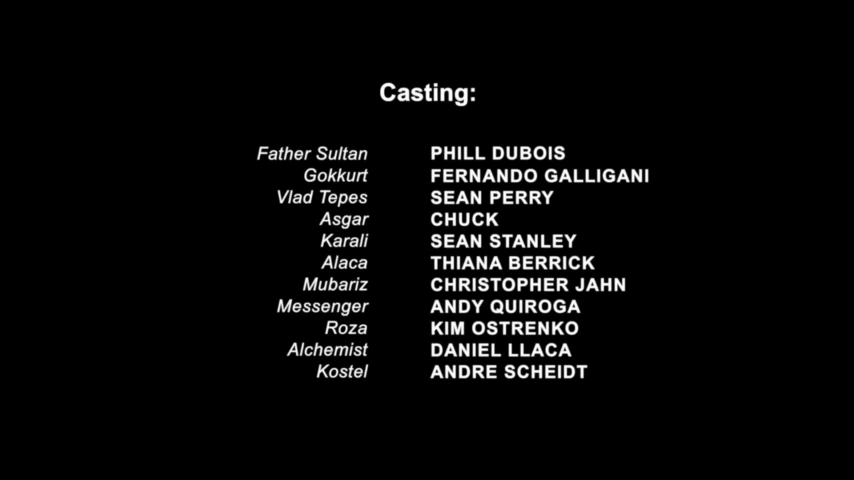 Casting:
Father Sultan PHILL DUBOIS
Gokkurt FERNANDO GALLIGANI
Vlad Tepes SEAN PERRY
Asgar CHUCK
Karali SEAN STANLEY
Alaca THIANA BERRICK
Mubariz CHRISTOPHER JAHN
Messenger ANDY QUIROGA
Roza KIM OSTRENKO
Alchemist DANIEL LLACA
Kostel ANDRE SCHEIDT